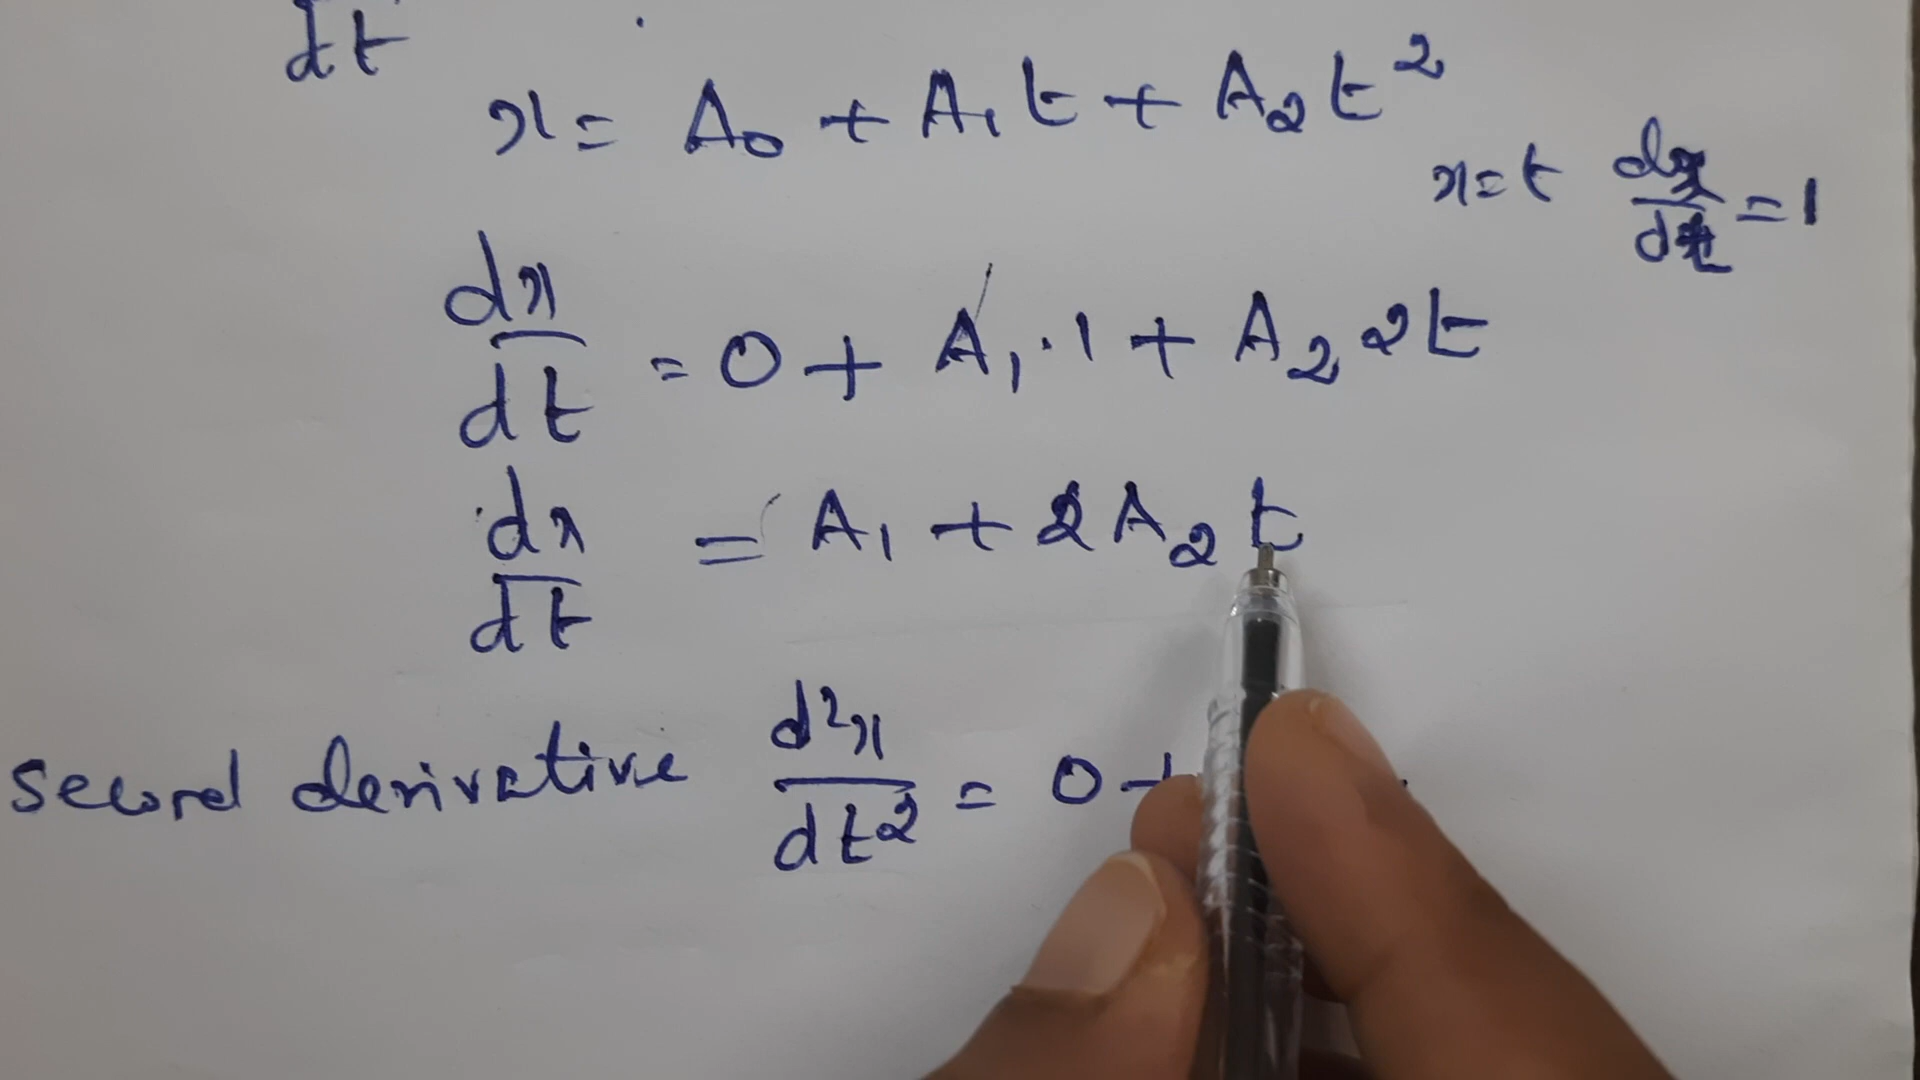 dt
x = A₀ + A₁t + A₂t²
x=t dx/dt = 1
dx/dt = 0 + A₁·1 + A₂2t
dx/dt = A₁ + 2A₂t
second derivative d²x/dt² = 0 +